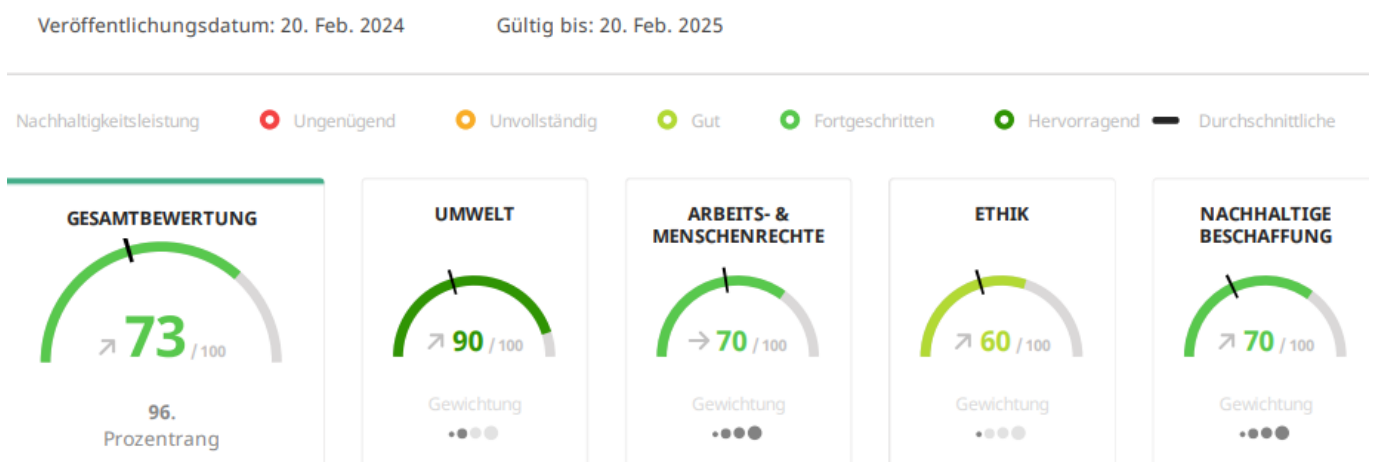 Veröffentlichungsdatum: 20. Feb. 2024 Gültig bis: 20. Feb. 2025
Nachhaltigkeitsleistung Ungenügend Unvollständig Gut Fortgeschritten Hervorragend Durchschnittliche
GESAMTBEWERTUNG
73 / 100
96.
Prozentrang
UMWELT
90 / 100
Gewichtung
ARBEITS- &
MENSCHENRECHTE
70 / 100
Gewichtung
ETHIK
60 / 100
Gewichtung
NACHHALTIGE
BESCHAFFUNG
70 / 100
Gewichtung